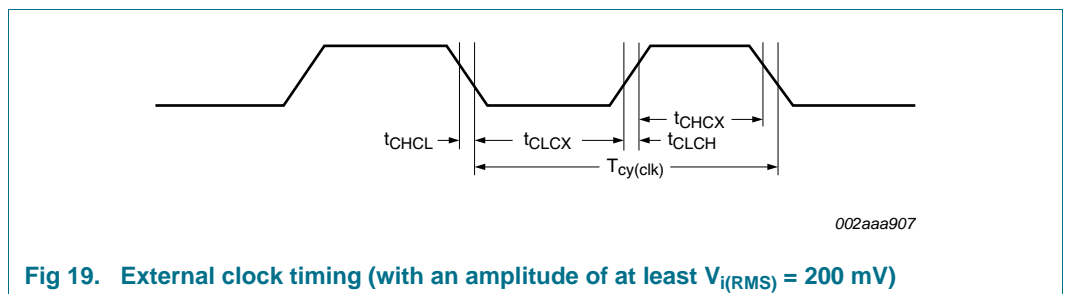 tCHCX
tCHCL tCLCX tCLCH
Tcy(clk)
002aaa907
Fig 19. External clock timing (with an amplitude of at least Vi(RMS) = 200 mV)